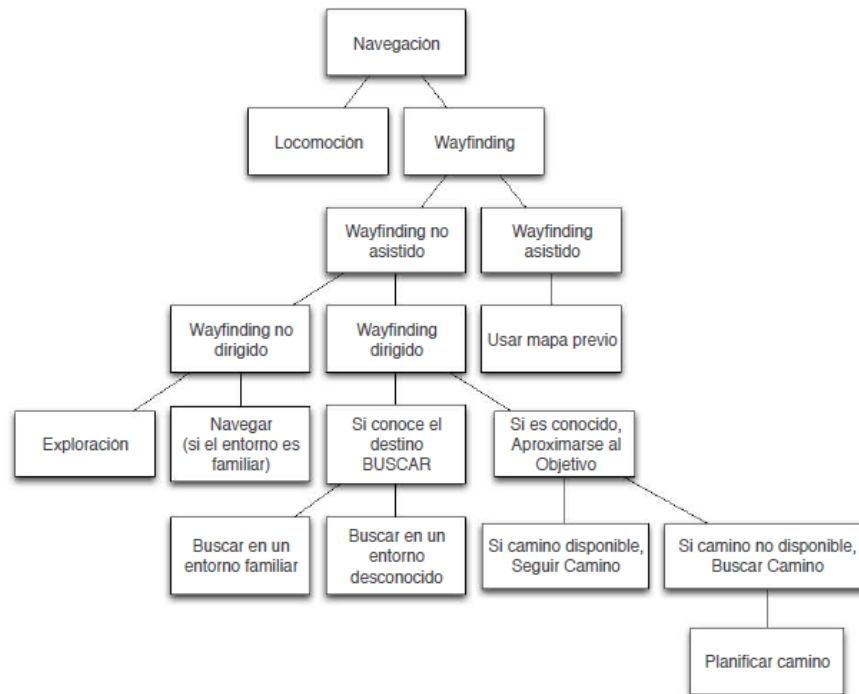 Navegación
Locomoción
Wayfinding
Wayfinding no
asistido
Wayfinding
asistido
Wayfinding no
dirigido
Wayfinding
dirigido
Usar mapa previo
Exploración
Navegar
(si el entorno es
familiar)
Si conoce el
destino
BUSCAR
Si es conocido,
Aproximarse al
Objetivo
Buscar en un
entorno familiar
Buscar en un
entorno
desconocido
Si camino disponible,
Seguir Camino
Si camino no disponible,
Buscar Camino
Planificar camino